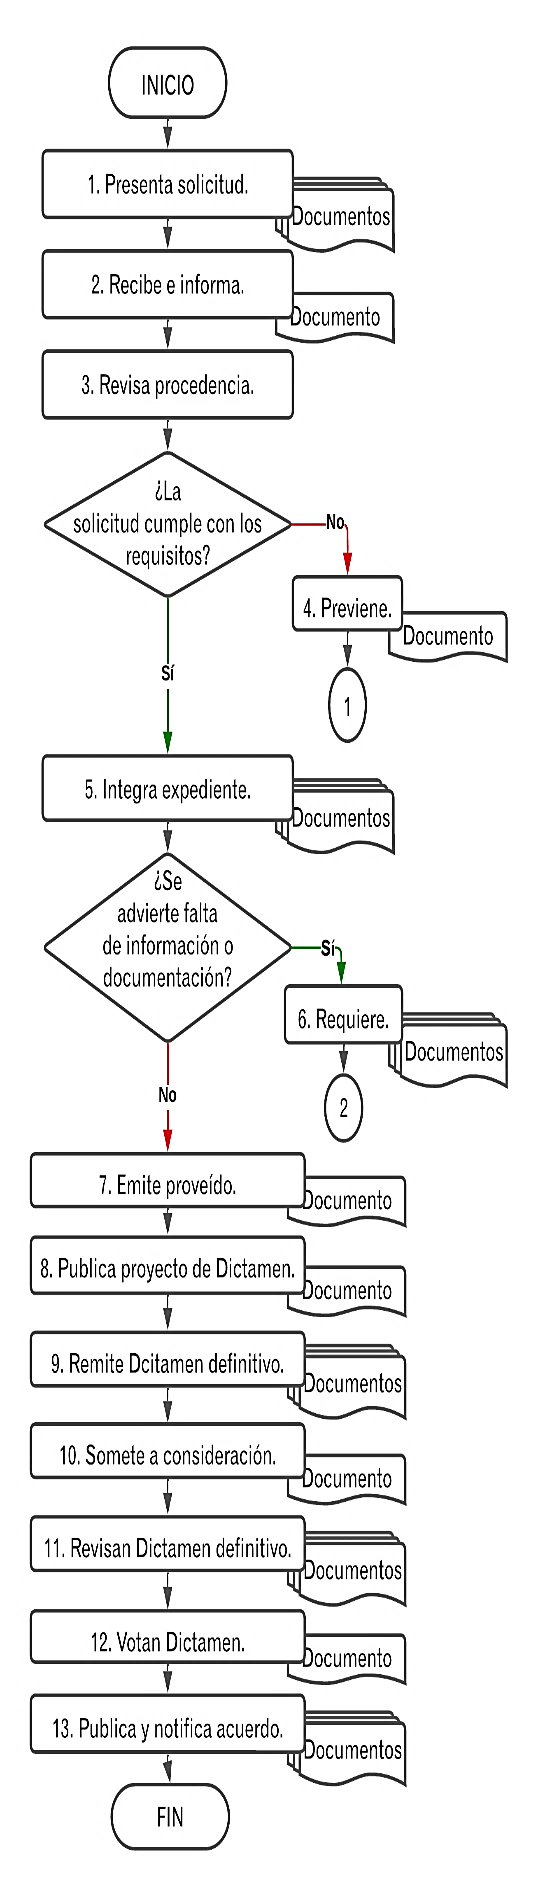 INICIO
1. Presenta solicitud.
Documentos
2. Recibe e informa.
Documento
3. Revisa procedencia.
¿La
solicitud cumple con los
requisitos?
No
4. Previene.
Documento
1
Sí
5. Integra expediente.
Documentos
¿Se
advierte falta
de información o
documentación?
Sí
6. Requiere.
Documentos
2
No
7. Emite proveído.
Documento
8. Publica proyecto de Dictamen.
Documento
9. Remite Dcitamen definitivo.
Documentos
10. Somete a consideración.
Documento
11. Revisan Dictamen definitivo.
Documentos
12. Votan Dictamen.
Documento
13. Publica y notifica acuerdo.
Documentos
FIN